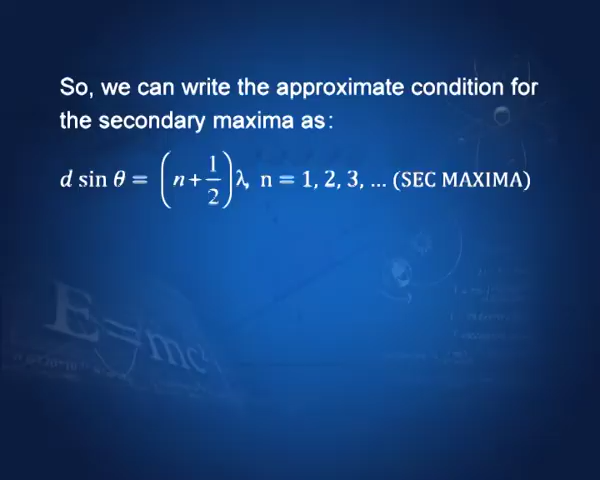 So, we can write the approximate condition for
the secondary maxima as:
d sin θ = (n + 1/2) λ, n = 1, 2, 3, ... (SEC MAXIMA)
E=mc²